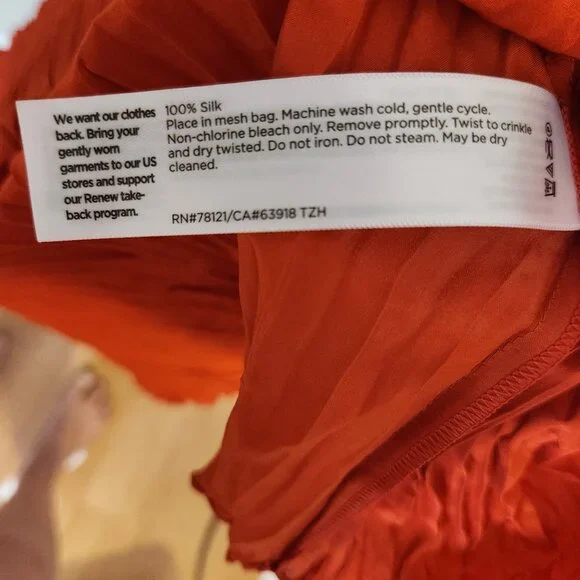 We want our clothes
back. Bring your
gently worn
garments to our US
stores and support
our Renew take-
back program.
100% Silk
Place in mesh bag. Machine wash cold, gentle cycle.
Non-chlorine bleach only. Remove promptly. Twist to crinkle
and dry twisted. Do not iron. Do not steam. May be dry
cleaned.
RN#78121/CA#63918 TZH